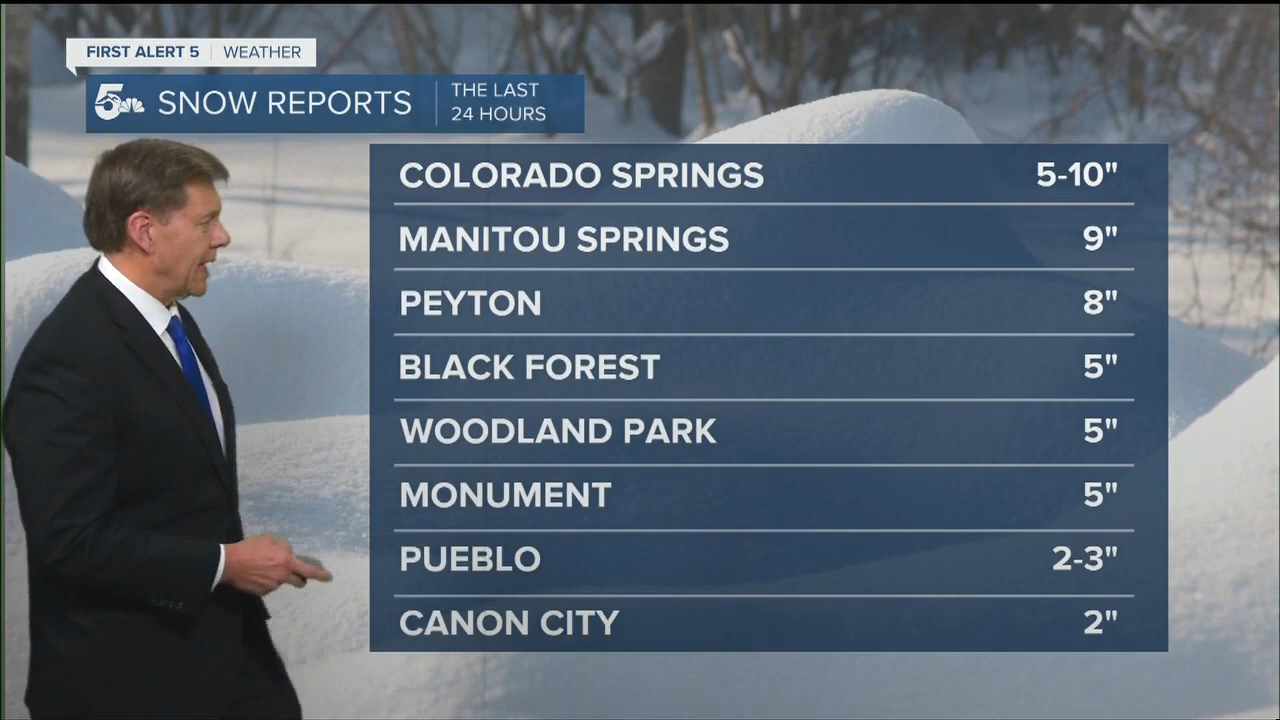 FIRST ALERT 5 | WEATHER
5 SNOW REPORTS | THE LAST
24 HOURS
COLORADO SPRINGS 5-10"
MANITOU SPRINGS 9"
PEYTON 8"
BLACK FOREST 5"
WOODLAND PARK 5"
MONUMENT 5"
PUEBLO 2-3"
CANON CITY 2"